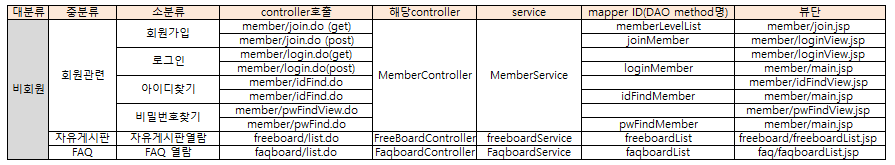 대분류 중분류 소분류 controller호출 해당controller service mapper ID(DAO method명) 뷰단
비회원 회원관련 회원가입 member/join.do (get) MemberController MemberService memberLevelList member/join.jsp
member/join.do (post) joinMember member/loginView.jsp
로그인 member/login.do(get) member/loginView.jsp
member/login.do(post) loginMember member/main.jsp
아이디찾기 member/idFind.do member/idFindView.jsp
member/idFind.do idFindMember member/main.jsp
비밀번호찾기 member/pwFindView.do member/pwFindView.jsp
member/pwFind.do pwFindMember member/main.jsp
자유게시판 자유게시판열람 freeboard/list.do FreeBoardController freeboardService freeboardList freeboard/freeboardList.jsp
FAQ FAQ 열람 faqboard/list.do FaqboardController FaqboardService faqboardList faq/faqboardList.jsp